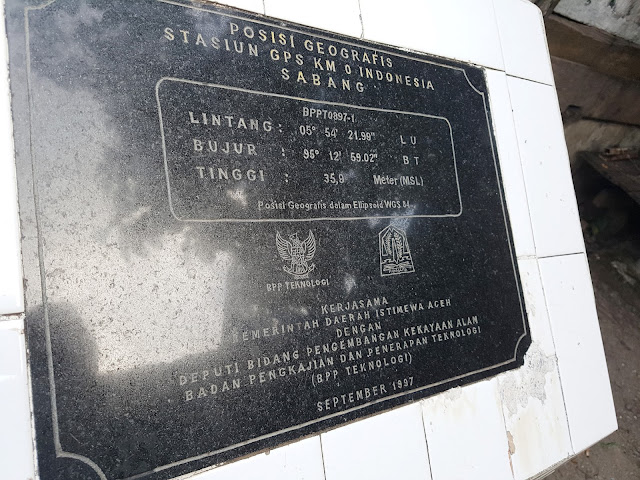 POSISI GEOGRAFIS
STASIUN GPS KM 0 INDONESIA
SABANG
BPPT0897-1
LINTANG : 05° 54' 21.99" LU
BUJUR : 95° 12' 59.02" BT
TINGGI : 35,9 Meter (MSL)
Posisi Geografis dalam Ellipsoid WGS 84
BPP TEKNOLOGI
KERJASAMA
PEMERINTAH DAERAH ISTIMEWA ACEH
DENGAN
DEPUTI BIDANG PENGEMBANGAN KEKAYAAN ALAM
BADAN PENGKAJIAN DAN PENERAPAN TEKNOLOGI
(BPP TEKNOLOGI)
SEPTEMBER 1997